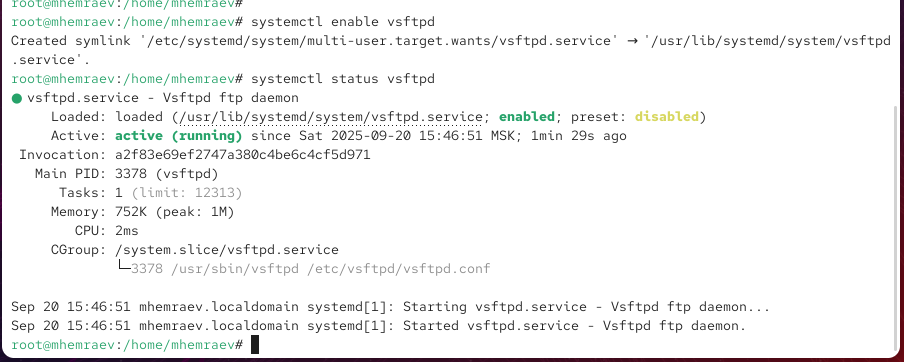 root@mhemraev:/home/mhemraev#
root@mhemraev:/home/mhemraev# systemctl enable vsftpd
Created symlink '/etc/systemd/system/multi-user.target.wants/vsftpd.service' → '/usr/lib/systemd/system/vsftpd
.service'.
root@mhemraev:/home/mhemraev# systemctl status vsftpd
● vsftpd.service - Vsftpd ftp daemon
     Loaded: loaded (/usr/lib/systemd/system/vsftpd.service; enabled; preset: disabled)
     Active: active (running) since Sat 2025-09-20 15:46:51 MSK; 1min 29s ago
 Invocation: a2f83e69ef2747a380c4be6c4cf5d971
   Main PID: 3378 (vsftpd)
      Tasks: 1 (limit: 12313)
     Memory: 752K (peak: 1M)
        CPU: 2ms
     CGroup: /system.slice/vsftpd.service
             └─3378 /usr/sbin/vsftpd /etc/vsftpd/vsftpd.conf
Sep 20 15:46:51 mhemraev.localdomain systemd[1]: Starting vsftpd.service - Vsftpd ftp daemon...
Sep 20 15:46:51 mhemraev.localdomain systemd[1]: Started vsftpd.service - Vsftpd ftp daemon.
root@mhemraev:/home/mhemraev#